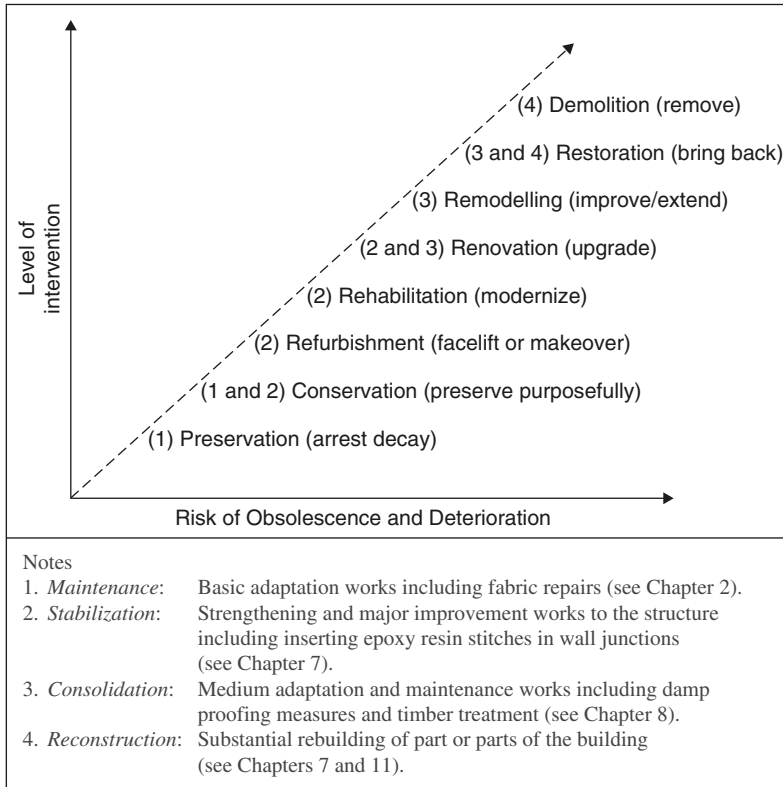 Level of
intervention
(4) Demolition (remove)
(3 and 4) Restoration (bring back)
(3) Remodelling (improve/extend)
(2 and 3) Renovation (upgrade)
(2) Rehabilitation (modernize)
(2) Refurbishment (facelift or makeover)
(1 and 2) Conservation (preserve purposefully)
(1) Preservation (arrest decay)
Risk of Obsolescence and Deterioration
Notes
1. Maintenance: Basic adaptation works including fabric repairs (see Chapter 2).
2. Stabilization: Strengthening and major improvement works to the structure
including inserting epoxy resin stitches in wall junctions
(see Chapter 7).
3. Consolidation: Medium adaptation and maintenance works including damp
proofing measures and timber treatment (see Chapter 8).
4. Reconstruction: Substantial rebuilding of part or parts of the building
(see Chapters 7 and 11).